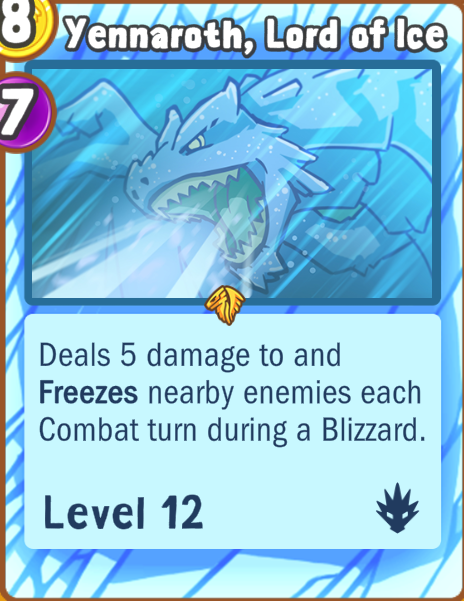 8
Yennaroth, Lord of Ice
7
Deals 5 damage to and
Freezes nearby enemies each
Combat turn during a Blizzard.
Level 12